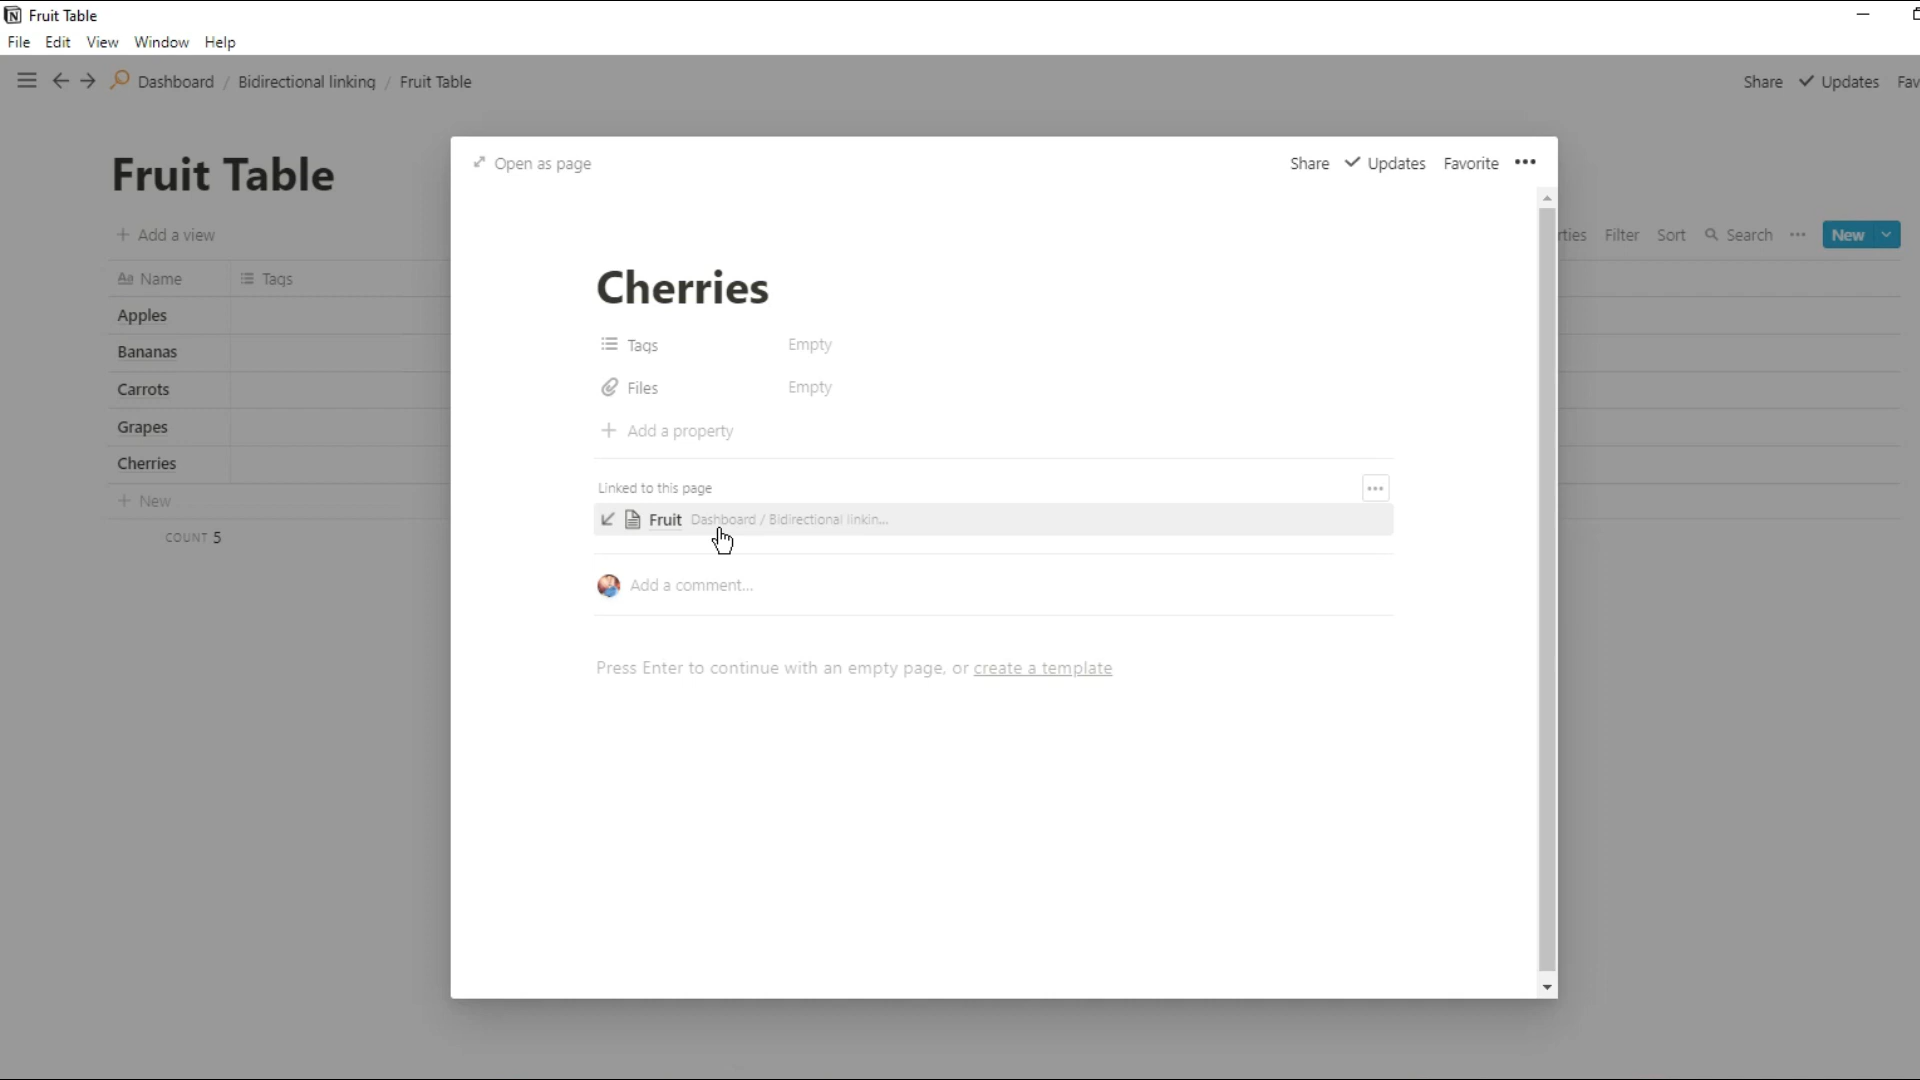 Fruit Table
File Edit View Window Help
Dashboard / Bidirectional linking / Fruit Table
Share Updates
Fruit Table
+ Add a view
Filter Sort Search ... New
Aa Name Tags
Apples
Bananas
Carrots
Grapes
Cherries
+ New
COUNT 5
Open as page
Share Updates Favorite •••
Cherries
Tags Empty
Files Empty
+ Add a property
Linked to this page
Fruit Dashboard / Bidirectional linkin...
Add a comment...
Press Enter to continue with an empty page, or create a template